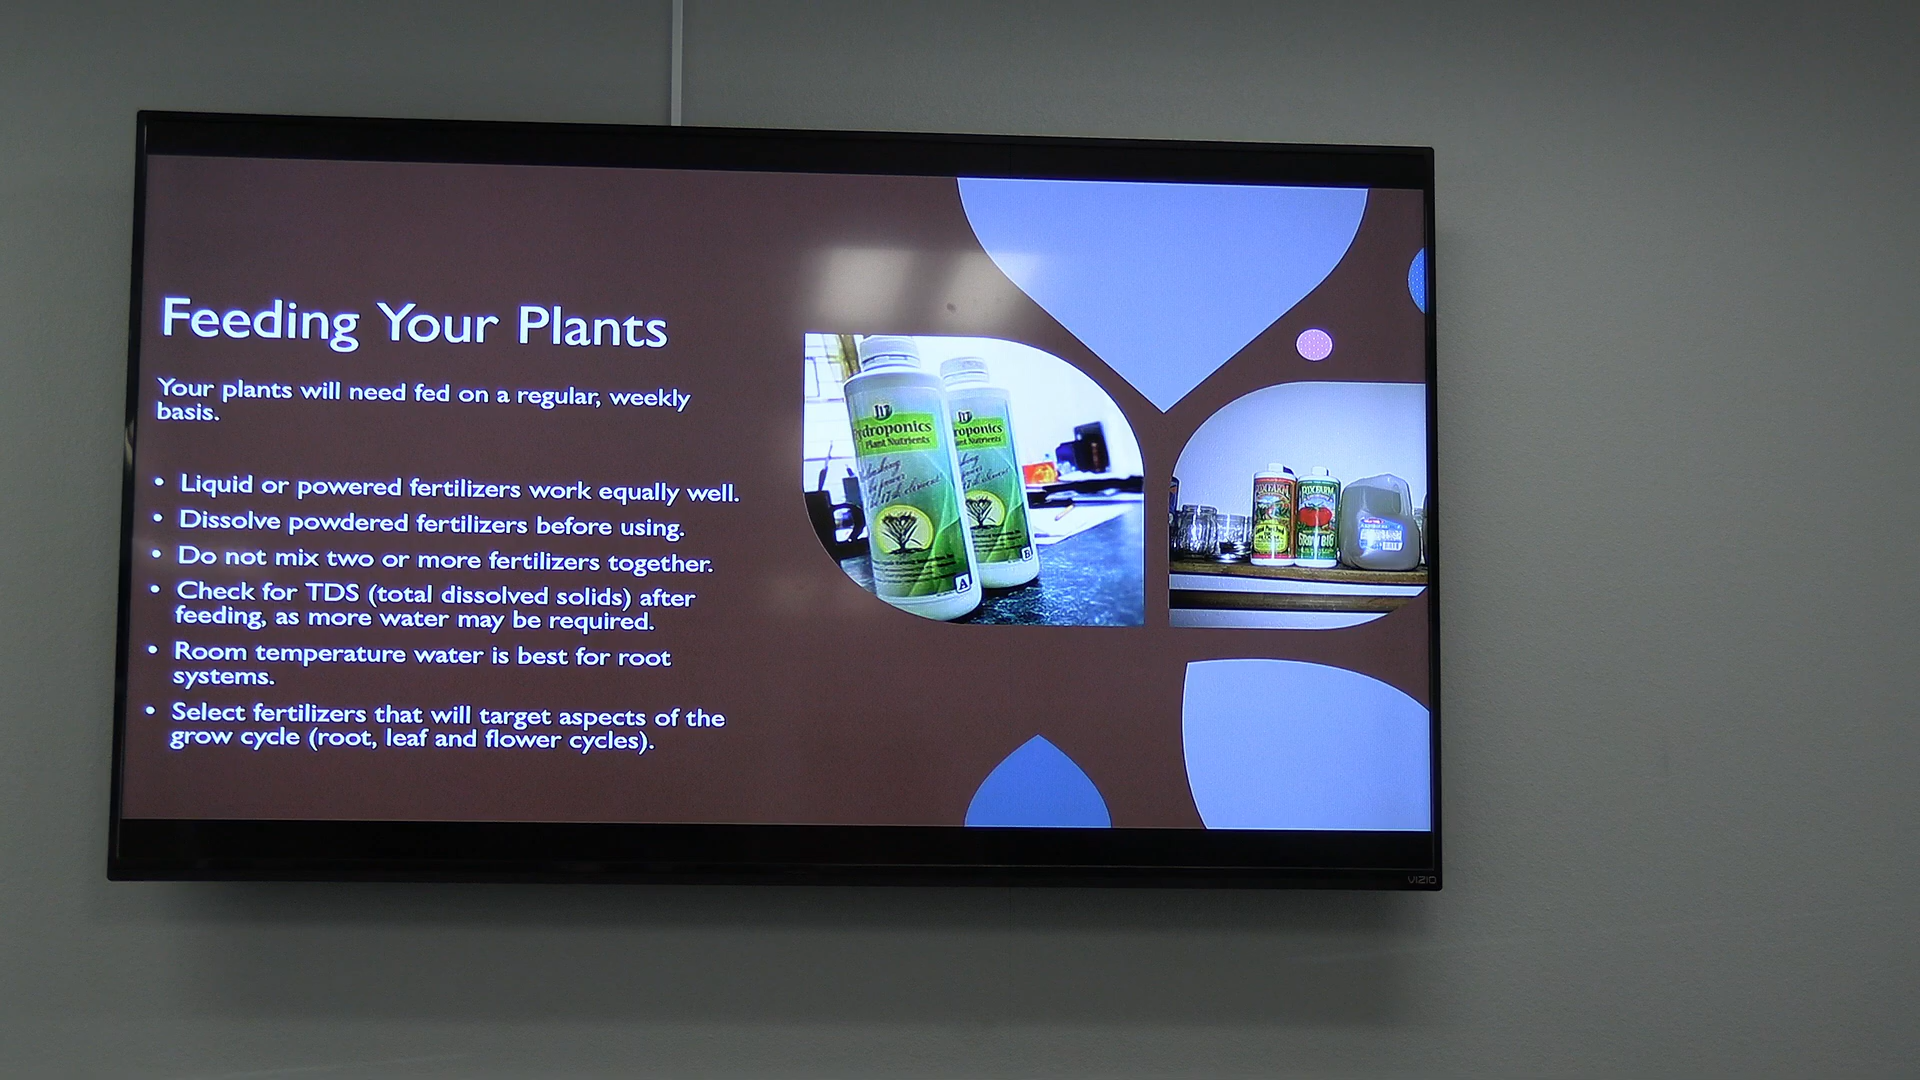 Feeding Your Plants
Your plants will need fed on a regular, weekly
basis.
• Liquid or powered fertilizers work equally well.
• Dissolve powdered fertilizers before using.
• Do not mix two or more fertilizers together.
• Check for TDS (total dissolved solids) after
feeding, as more water may be required.
• Room temperature water is best for root
systems.
• Select fertilizers that will target aspects of the
grow cycle (root, leaf and flower cycles).
Hydroponics
Plant Nutrients
A
roponics
Plant Nutrients
B
FOXFARM
FOXFARM
GROW BIG
VIZIO